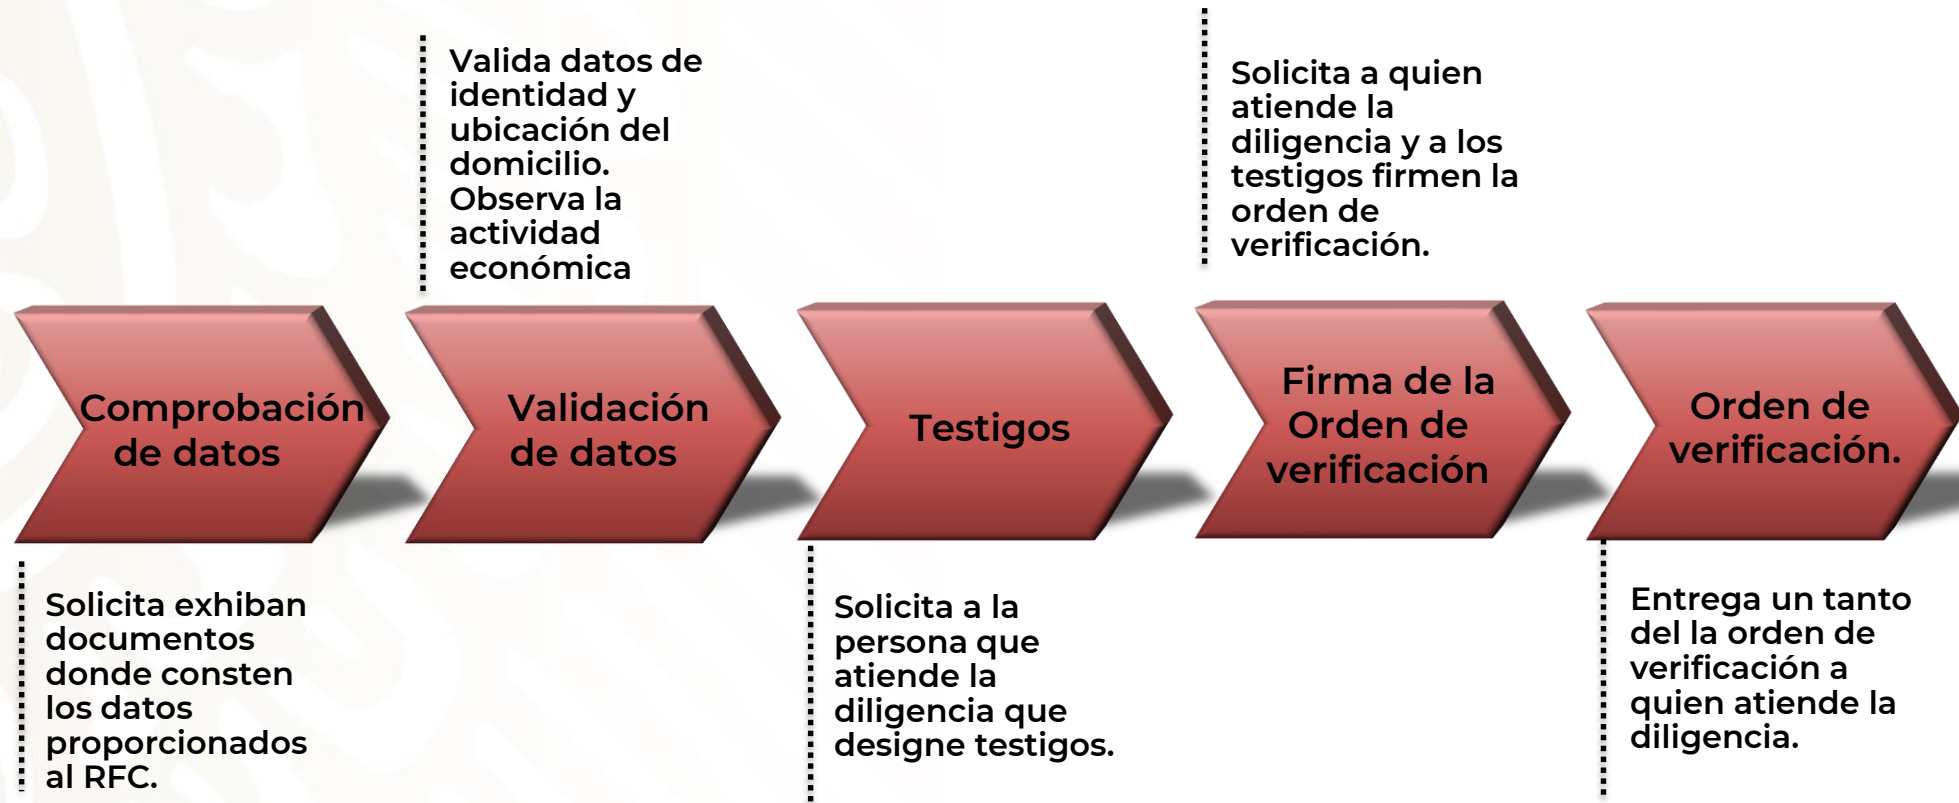 Valida datos de
identidad y
ubicación del
domicilio.
Observa la
actividad
económica
Solicita a quien
atiende la
diligencia y a los
testigos firmen la
orden de
verificación.
Comprobación
de datos
Validación
de datos
Testigos
Firma de la
Orden de
verificación
Orden de
verificación.
Solicita exhiban
documentos
donde consten
los datos
proporcionados
al RFC.
Solicita a la
persona que
atiende la
diligencia que
designe testigos.
Entrega un tanto
del la orden de
verificación a
quien atiende la
diligencia.